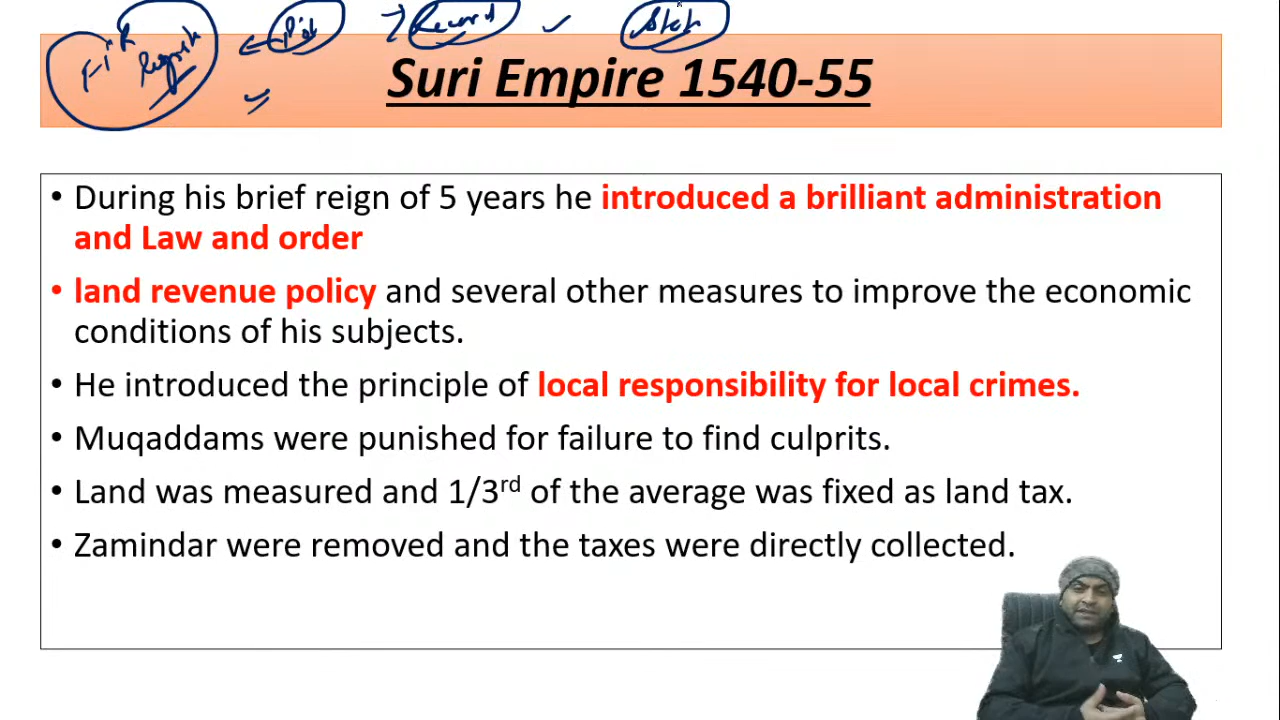 FiR
Suri Empire 1540-55
• During his brief reign of 5 years he introduced a brilliant administration
and Law and order
• land revenue policy and several other measures to improve the economic
conditions of his subjects.
• He introduced the principle of local responsibility for local crimes.
• Muqaddams were punished for failure to find culprits.
• Land was measured and 1/3rd of the average was fixed as land tax.
• Zamindar were removed and the taxes were directly collected.